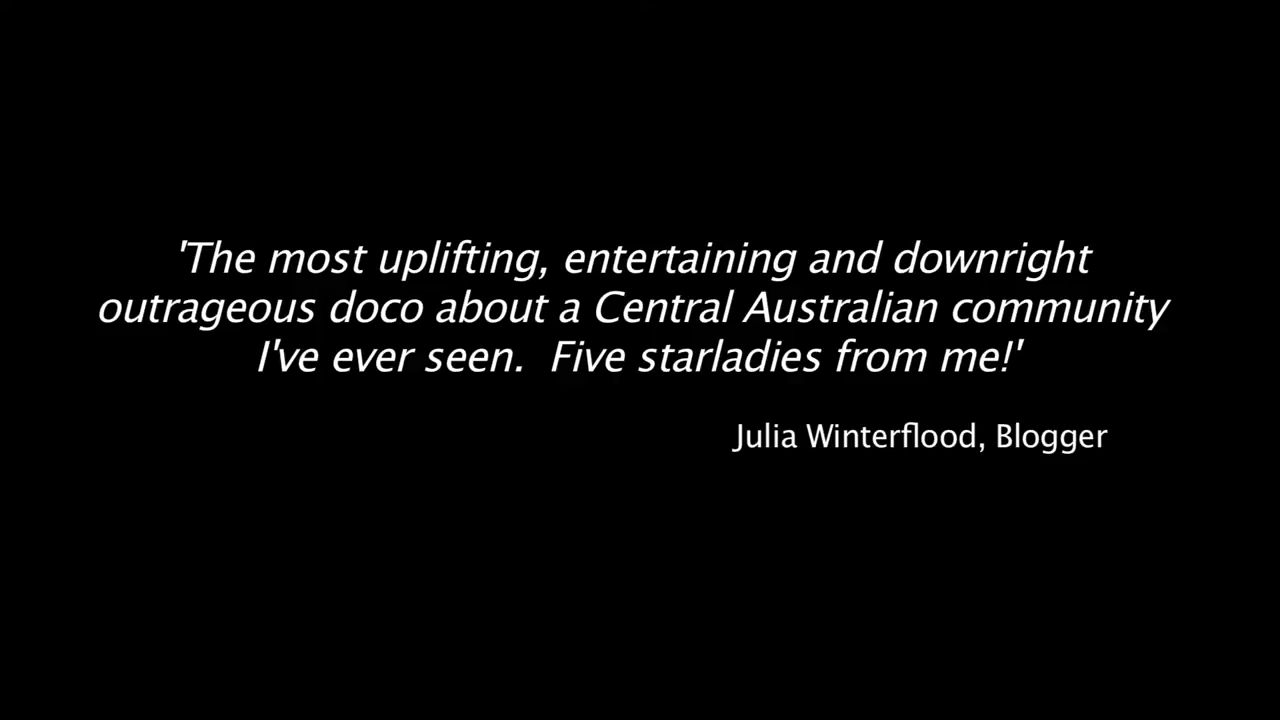 'The most uplifting, entertaining and downright
outrageous doco about a Central Australian community
I've ever seen.  Five starladies from me!'
Julia Winterflood, Blogger